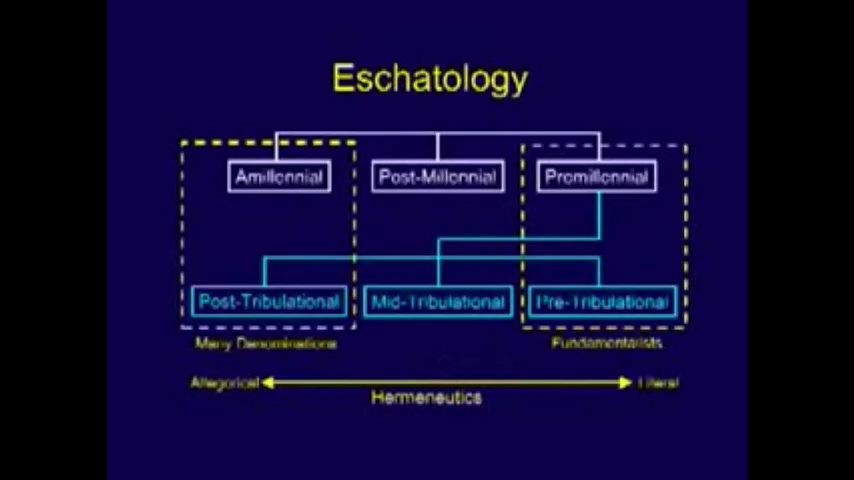 Eschatology
Amillennial Post-Millennial Premillennial
Post-Tribulational Mid-Tribulational Pre-Tribulational
Many Denominations Fundamentalists
Allegorical Literal
Hermeneutics